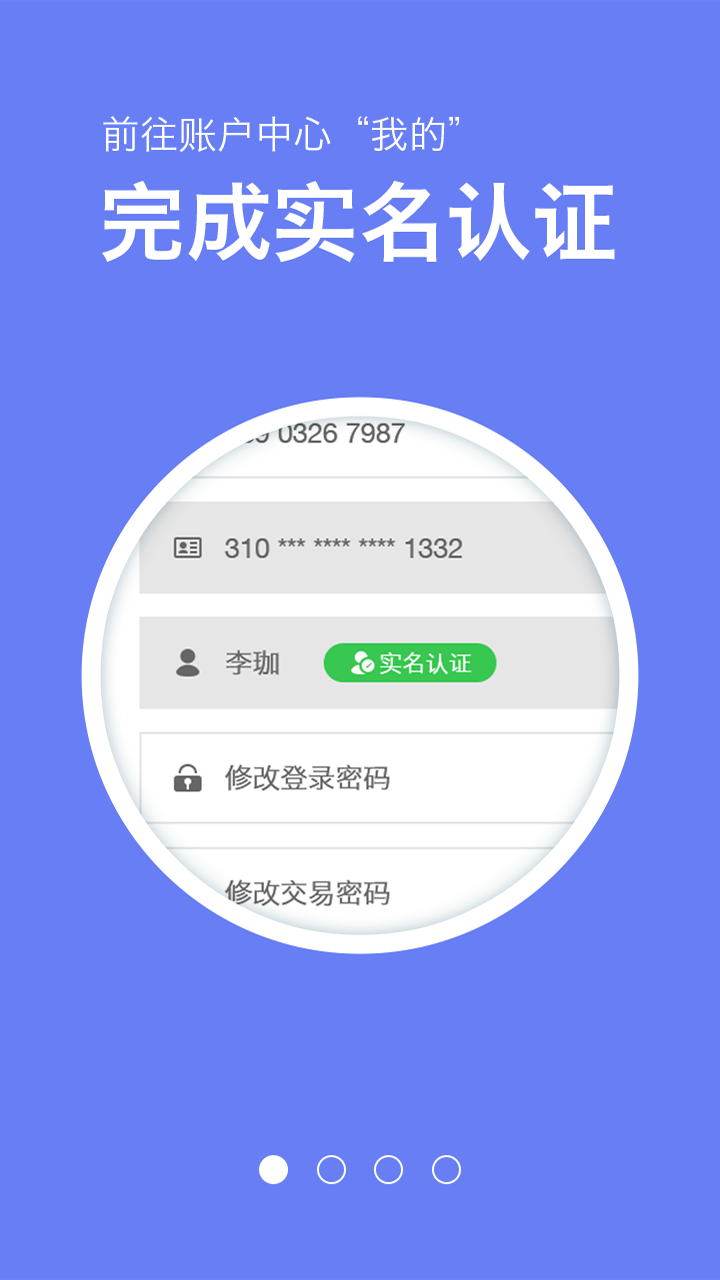 前往账户中心“我的”
完成实名认证
9 0326 7987
310 *** **** **** 1332
李珈 实名认证
修改登录密码
修改交易密码